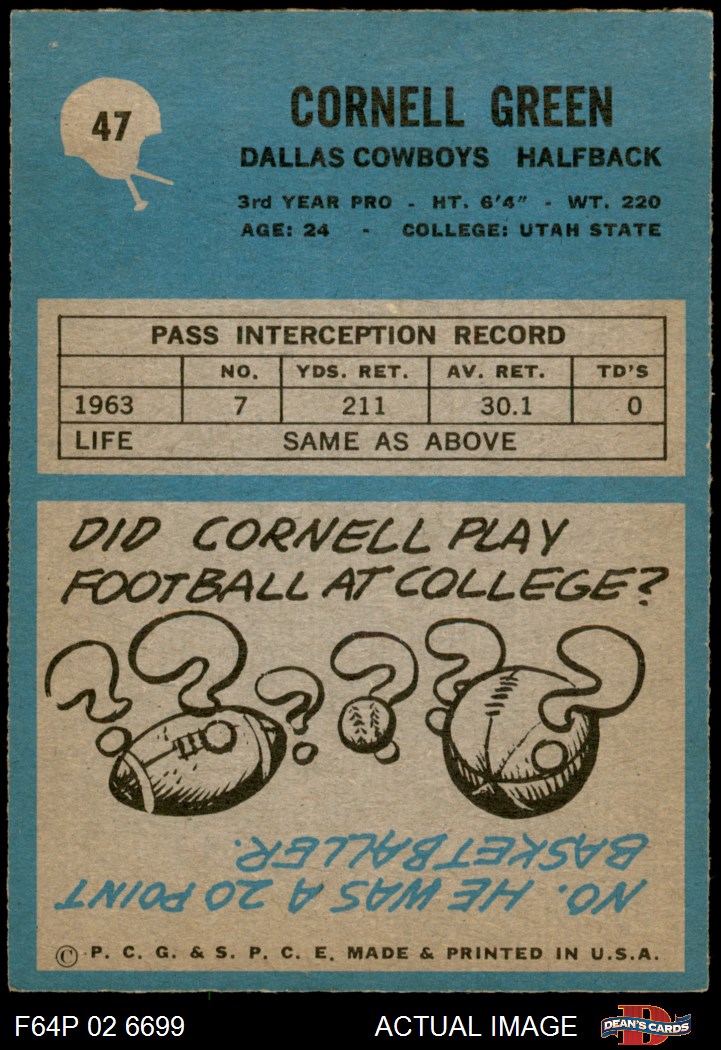 47
CORNELL GREEN
DALLAS COWBOYS HALFBACK
3rd YEAR PRO - HT. 6'4" - WT. 220
AGE: 24 - COLLEGE: UTAH STATE
PASS INTERCEPTION RECORD
NO. YDS. RET. AV. RET. TD'S
1963 7 211 30.1 0
LIFE SAME AS ABOVE
DID CORNELL PLAY
FOOTBALL AT COLLEGE?
NO. HE WAS A 20 POINT
BASKETBALLER.
© P. C. G. & S. P. C. E. MADE & PRINTED IN U.S.A.
F64P 02 6699 ACTUAL IMAGE
D
DEAN'S CARDS